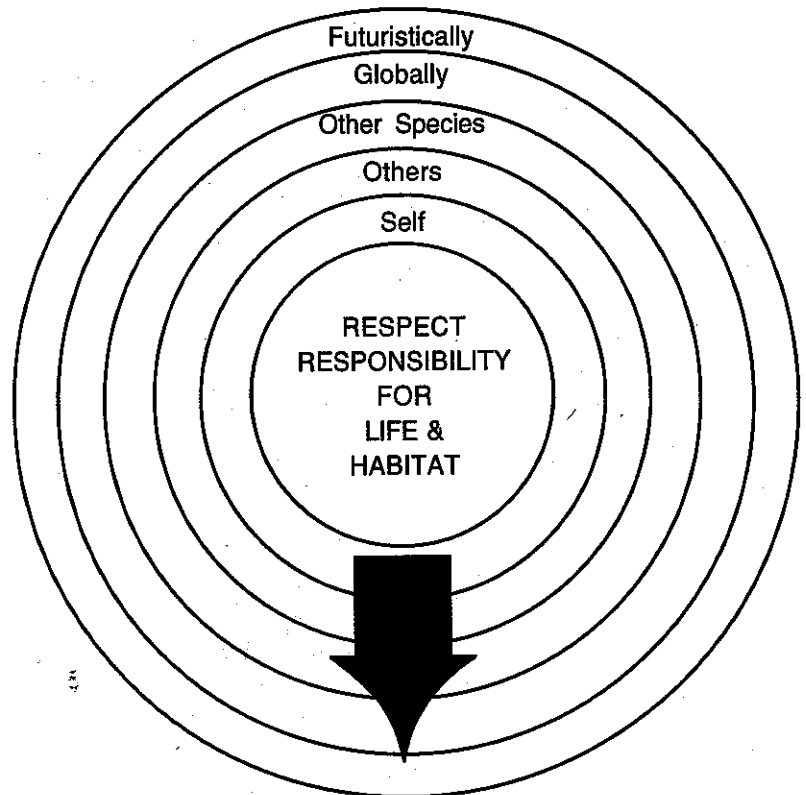 Futuristically
Globally
Other Species
Others
Self
RESPECT
RESPONSIBILITY
FOR
LIFE &
HABITAT